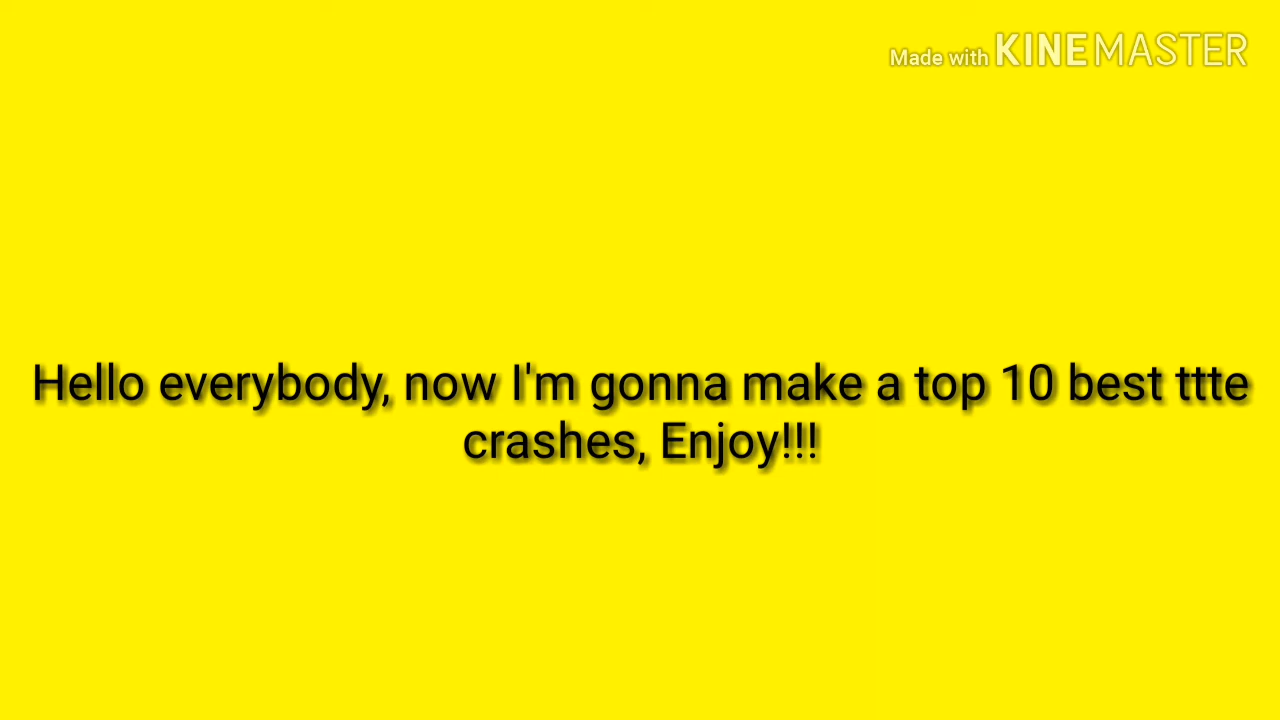 Made with KINEMASTER
Hello everybody, now I'm gonna make a top 10 best ttte
crashes, Enjoy!!!